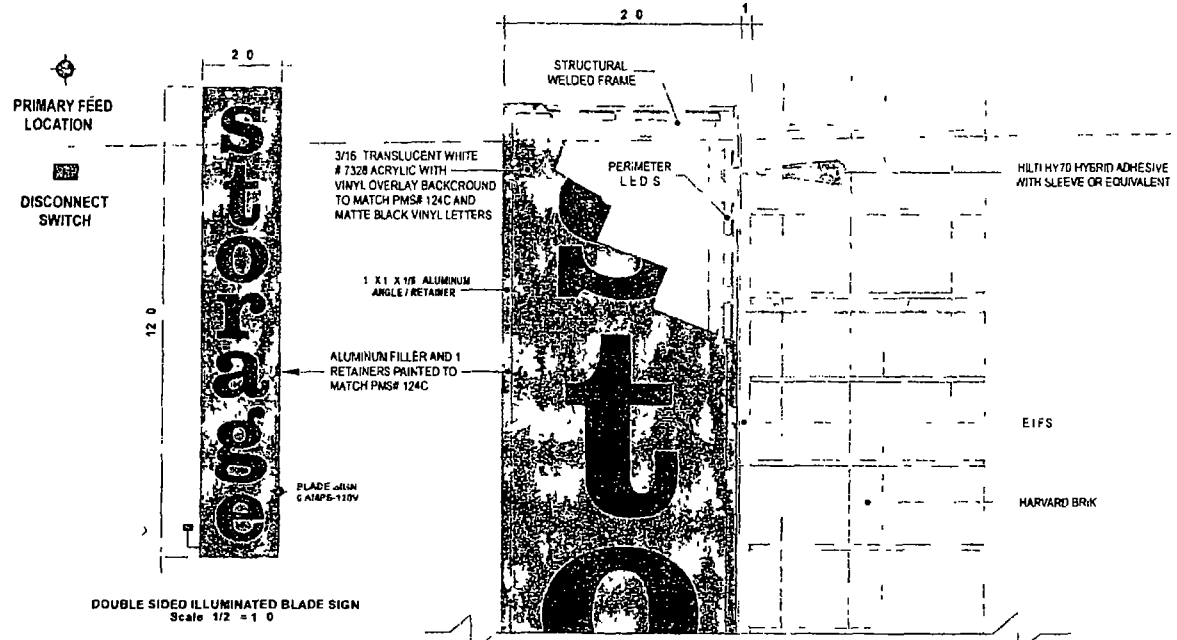 PRIMARY FEED
LOCATION
DISCONNECT
SWITCH
2 0
12 0
storage
BLADE SIGN
120V
DOUBLE SIDED ILLUMINATED BLADE SIGN
Scale 1/2 = 1 0
2 0
1
STRUCTURAL
WELDED FRAME
3/16 TRANSLUCENT WHITE
# 7328 ACRYLIC WITH
VINYL OVERLAY BACKGROUND
TO MATCH PMS# 124C AND
MATTE BLACK VINYL LETTERS
PERIMETER
L E D S
1 X 1 X 1/8 ALUMINUM
ANGLE / RETAINER
ALUMINUM FILLER AND 1
RETAINERS PAINTED TO
MATCH PMS# 124C
s
t
o
HILTI HY70 HYBRID ADHESIVE
WITH SLEEVE OR EQUIVALENT
E I F S
HARVARD BRIK